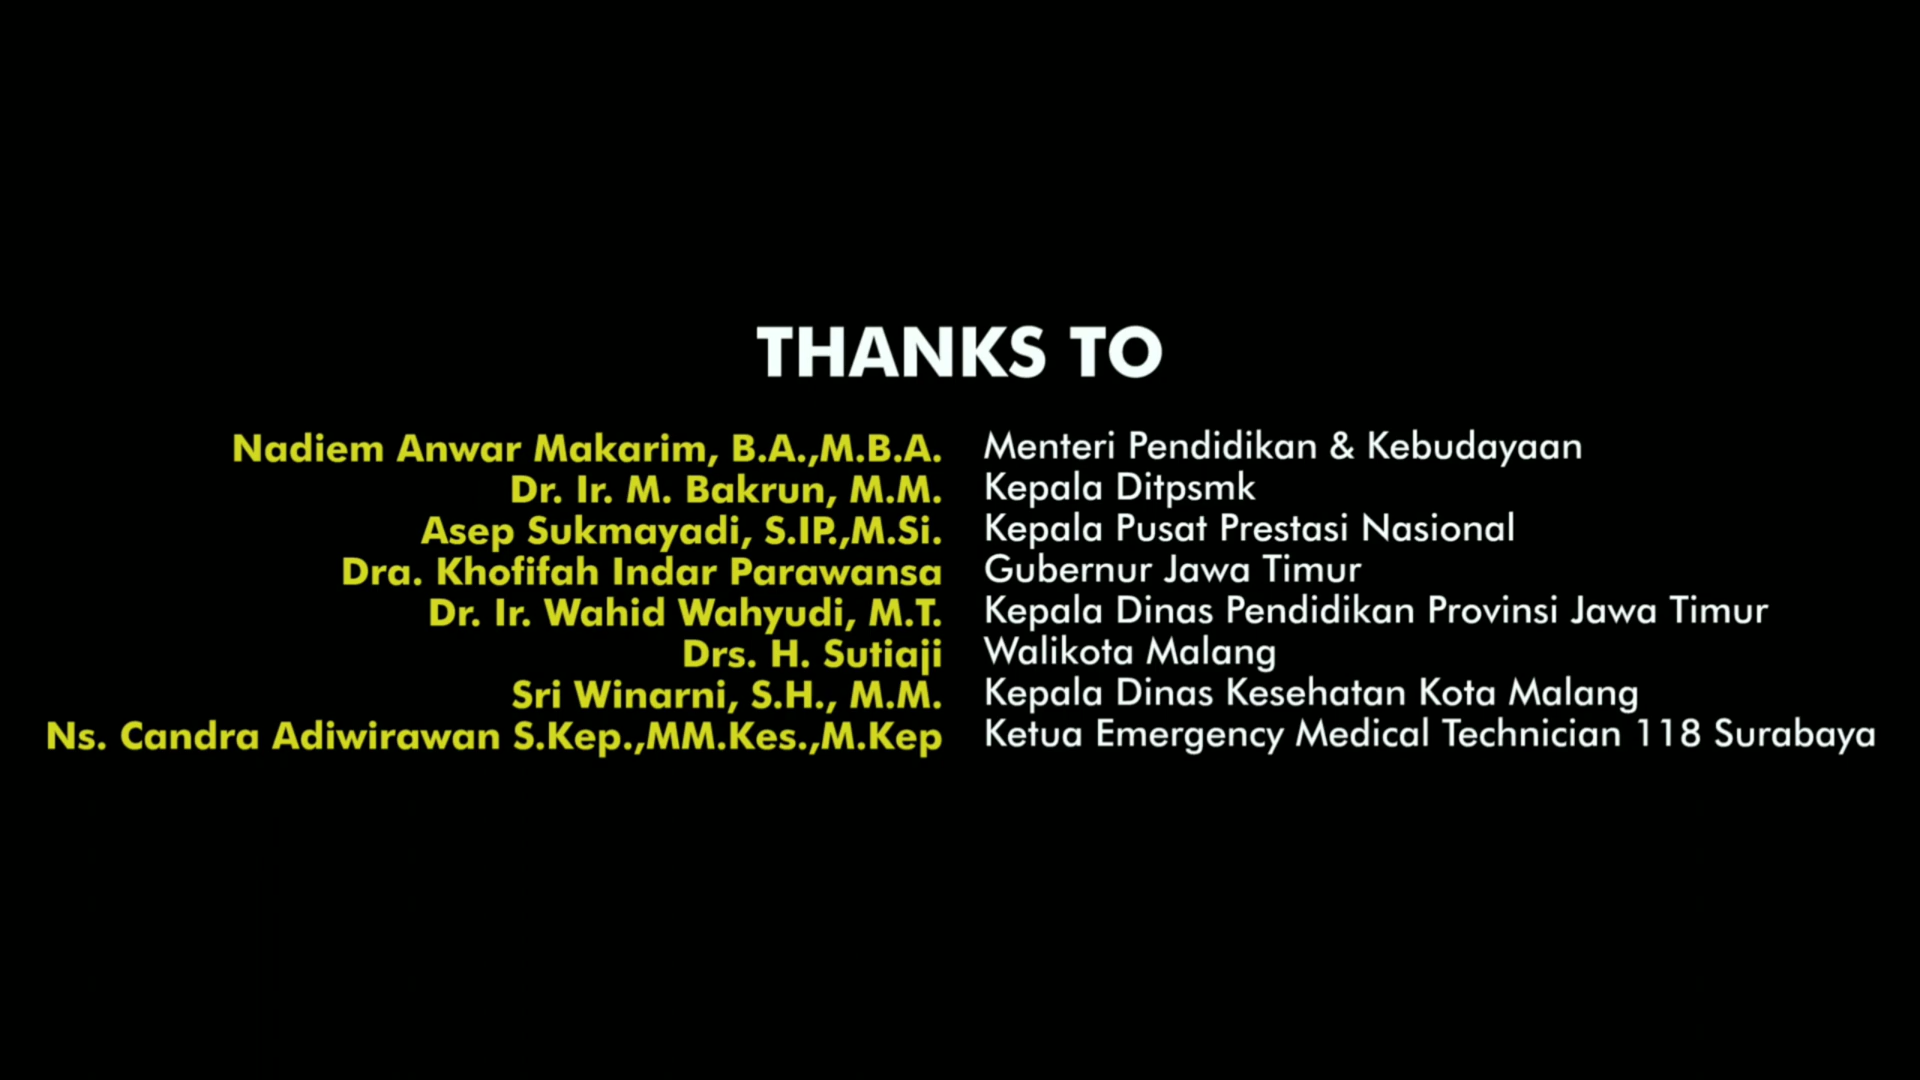 THANKS TO
Nadiem Anwar Makarim, B.A.,M.B.A. Menteri Pendidikan & Kebudayaan
Dr. Ir. M. Bakrun, M.M. Kepala Ditpsmk
Asep Sukmayadi, S.IP.,M.Si. Kepala Pusat Prestasi Nasional
Dra. Khofifah Indar Parawansa Gubernur Jawa Timur
Dr. Ir. Wahid Wahyudi, M.T. Kepala Dinas Pendidikan Provinsi Jawa Timur
Drs. H. Sutiaji Walikota Malang
Sri Winarni, S.H., M.M. Kepala Dinas Kesehatan Kota Malang
Ns. Candra Adiwirawan S.Kep.,MM.Kes.,M.Kep Ketua Emergency Medical Technician 118 Surabaya